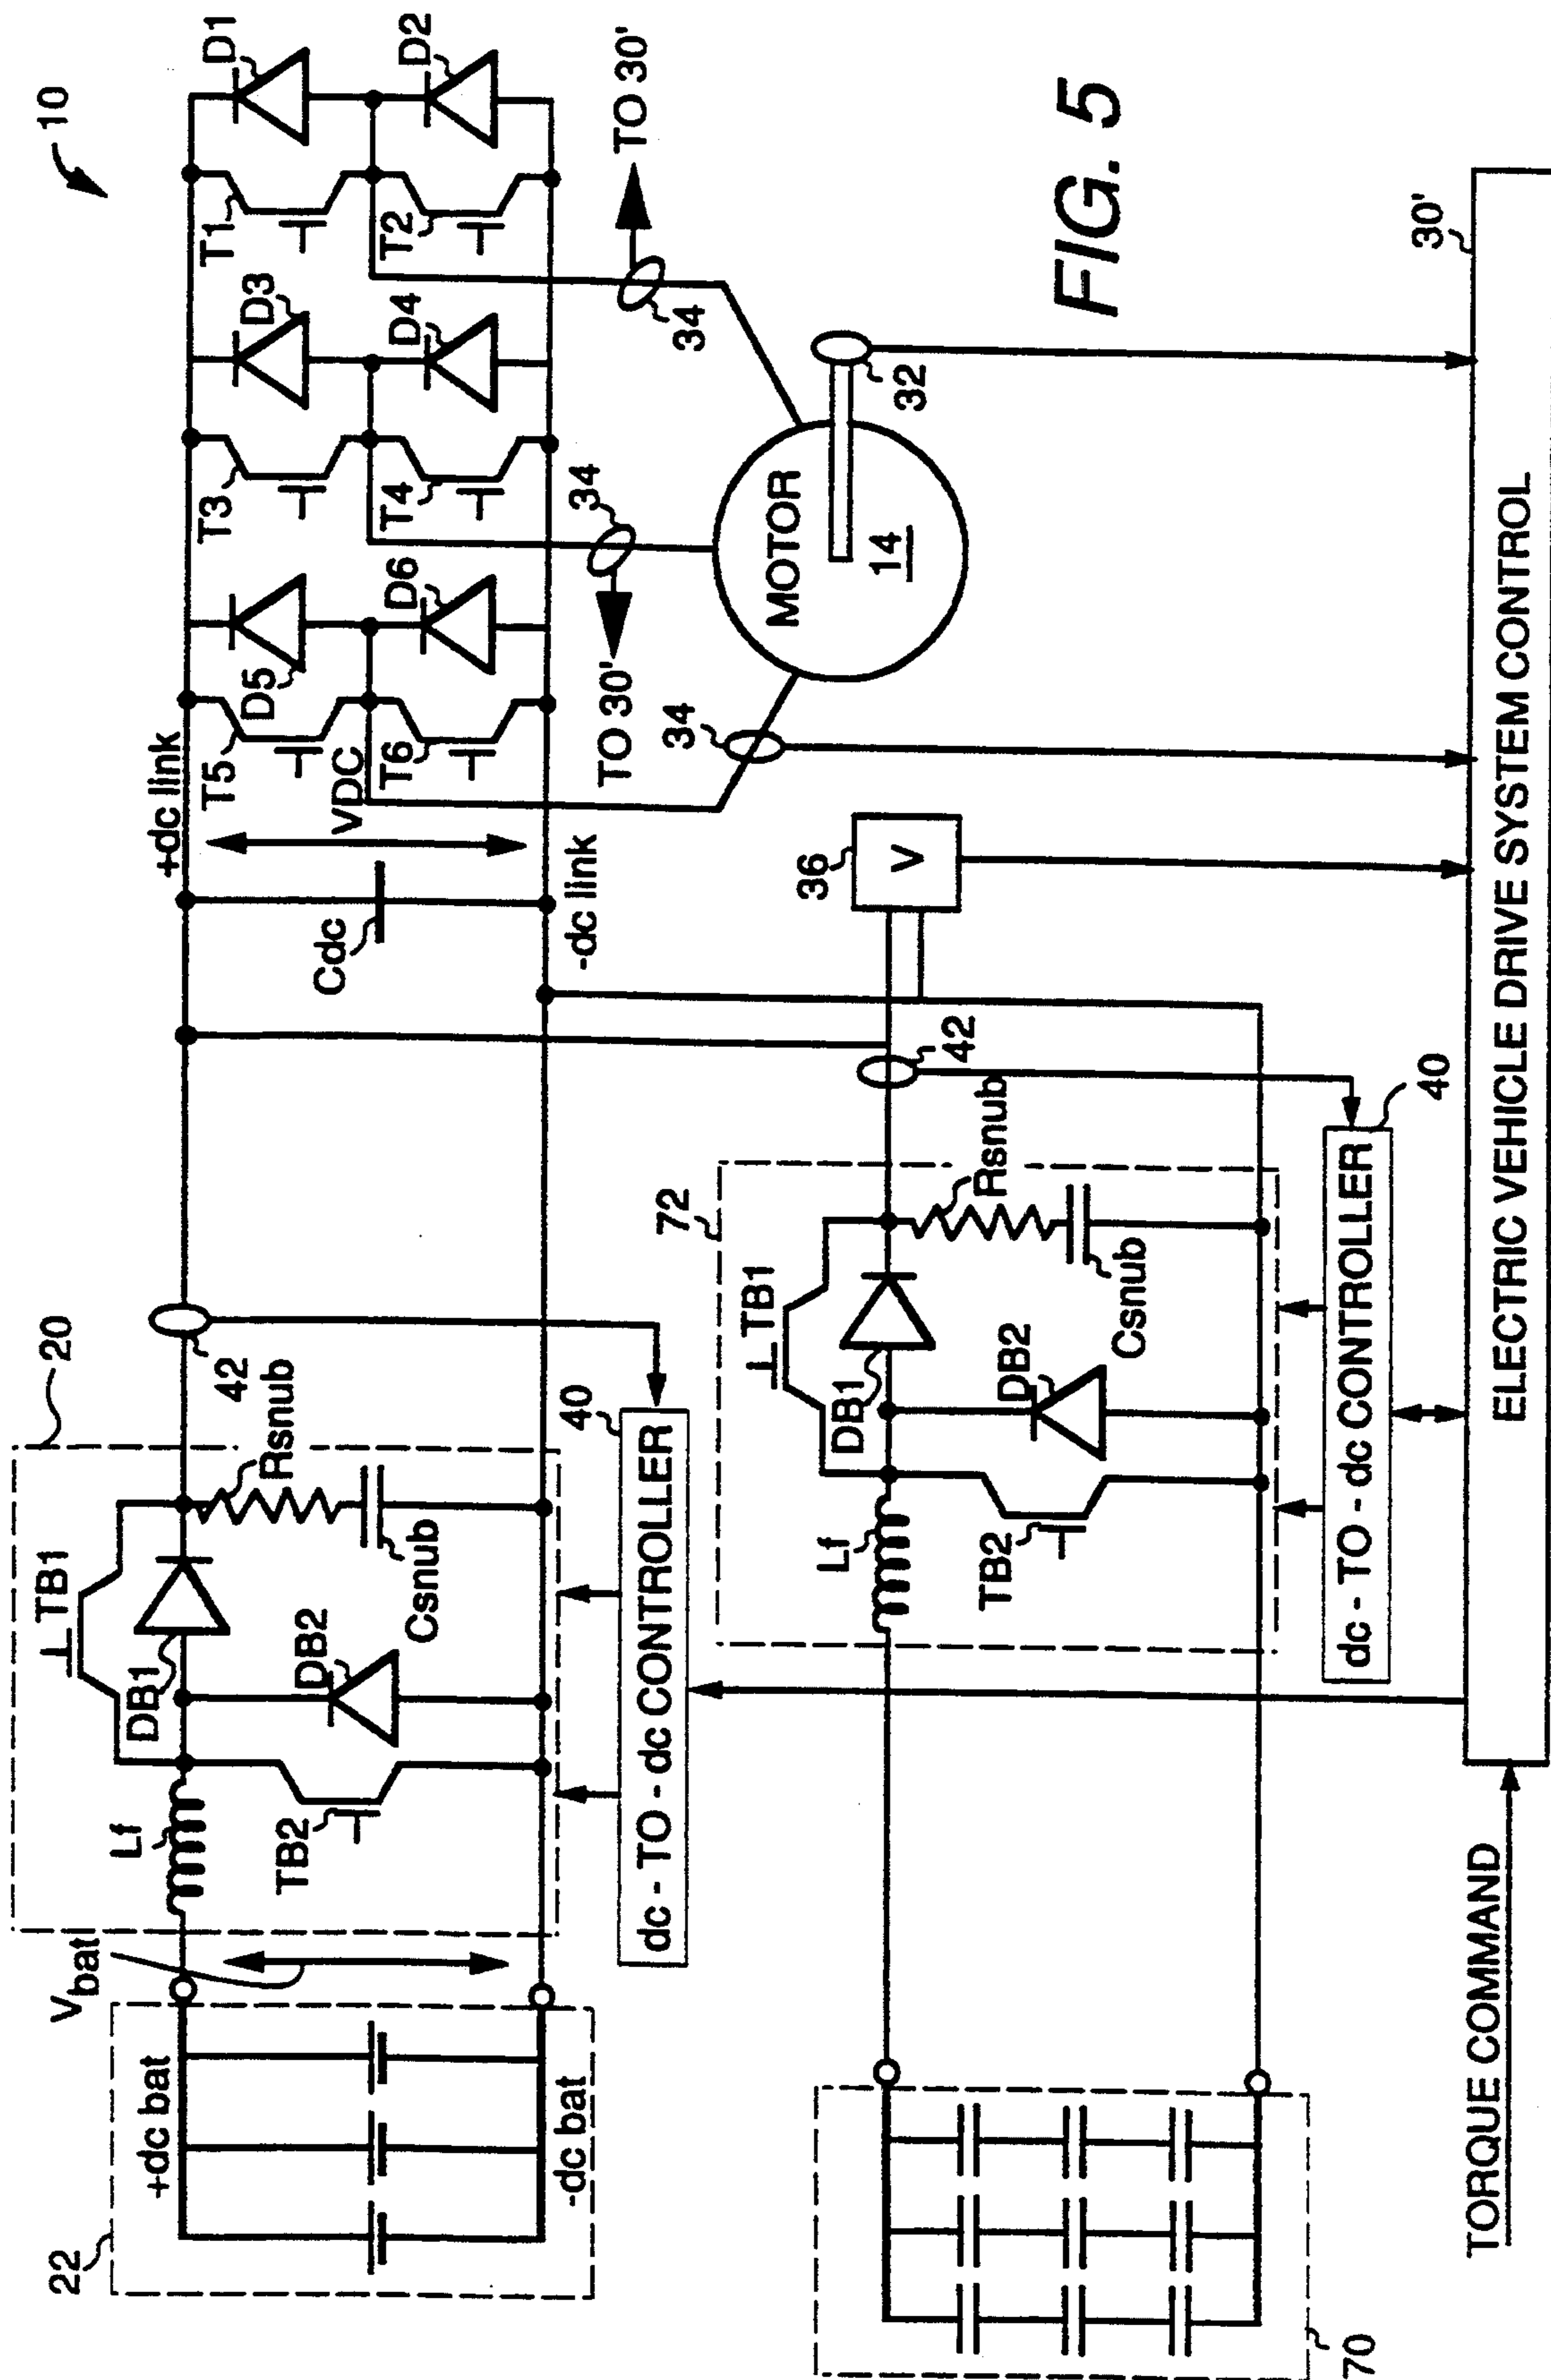 10
+dc link
VDC
Cdc
-dc link
T5
D5
T6
D6
T3
D3
T4
D4
T1
D1
T2
D2
20
TB1
DB1
Lf
TB2
DB2
Rsnub
Csnub
42
Vbat
22
+dc bat
-dc bat
40
dc - TO - dc CONTROLLER
34
TO 30'
34
TO 30'
34
MOTOR
14
32
36
V
72
TB1
DB1
Lf
TB2
DB2
Rsnub
Csnub
42
40
dc - TO - dc CONTROLLER
70
30'
ELECTRIC VEHICLE DRIVE SYSTEM CONTROL
TORQUE COMMAND
FIG. 5